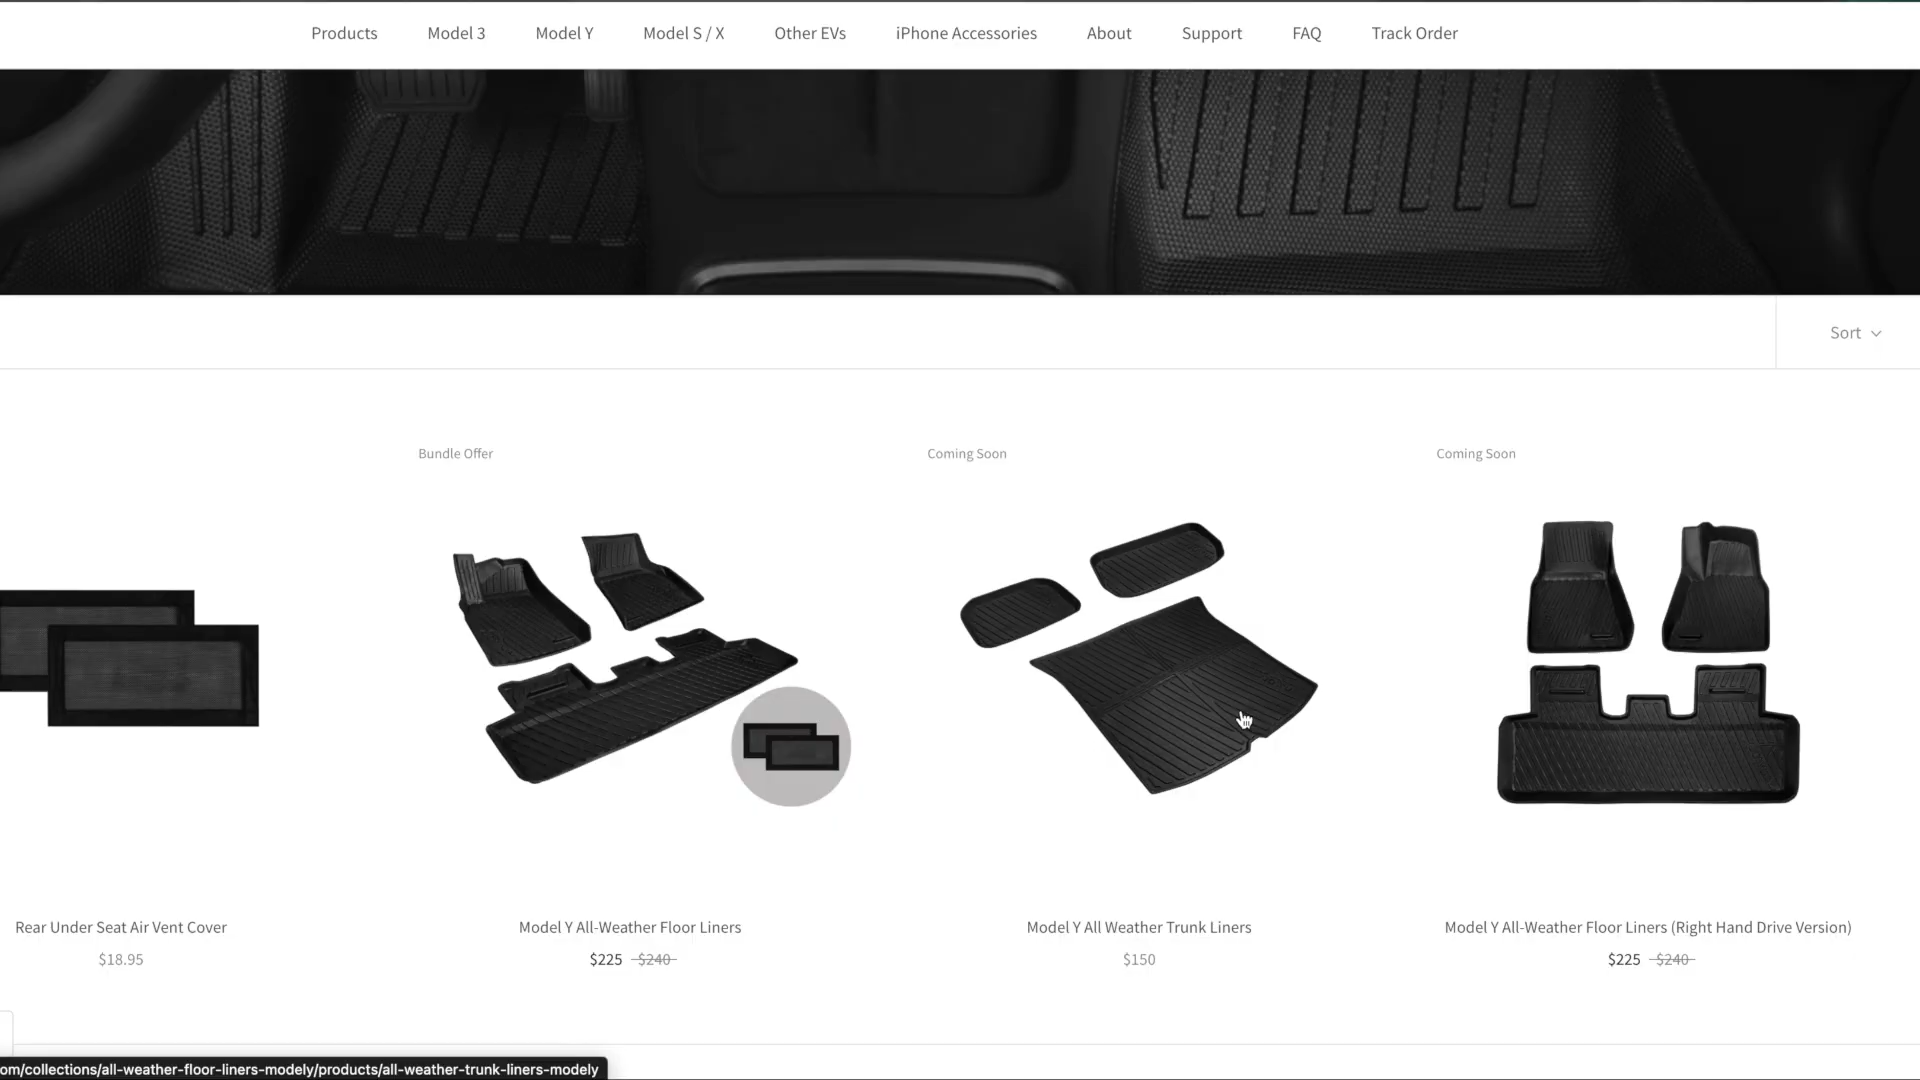 Products Model 3 Model Y Model S / X Other EVs iPhone Accessories About Support FAQ Track Order
Sort
Bundle Offer
Coming Soon
Coming Soon
Rear Under Seat Air Vent Cover
$18.95
Model Y All-Weather Floor Liners
$225 $240
Model Y All Weather Trunk Liners
$150
Model Y All-Weather Floor Liners (Right Hand Drive Version)
$225 $240
om/collections/all-weather-floor-liners-modely/products/all-weather-trunk-liners-modely